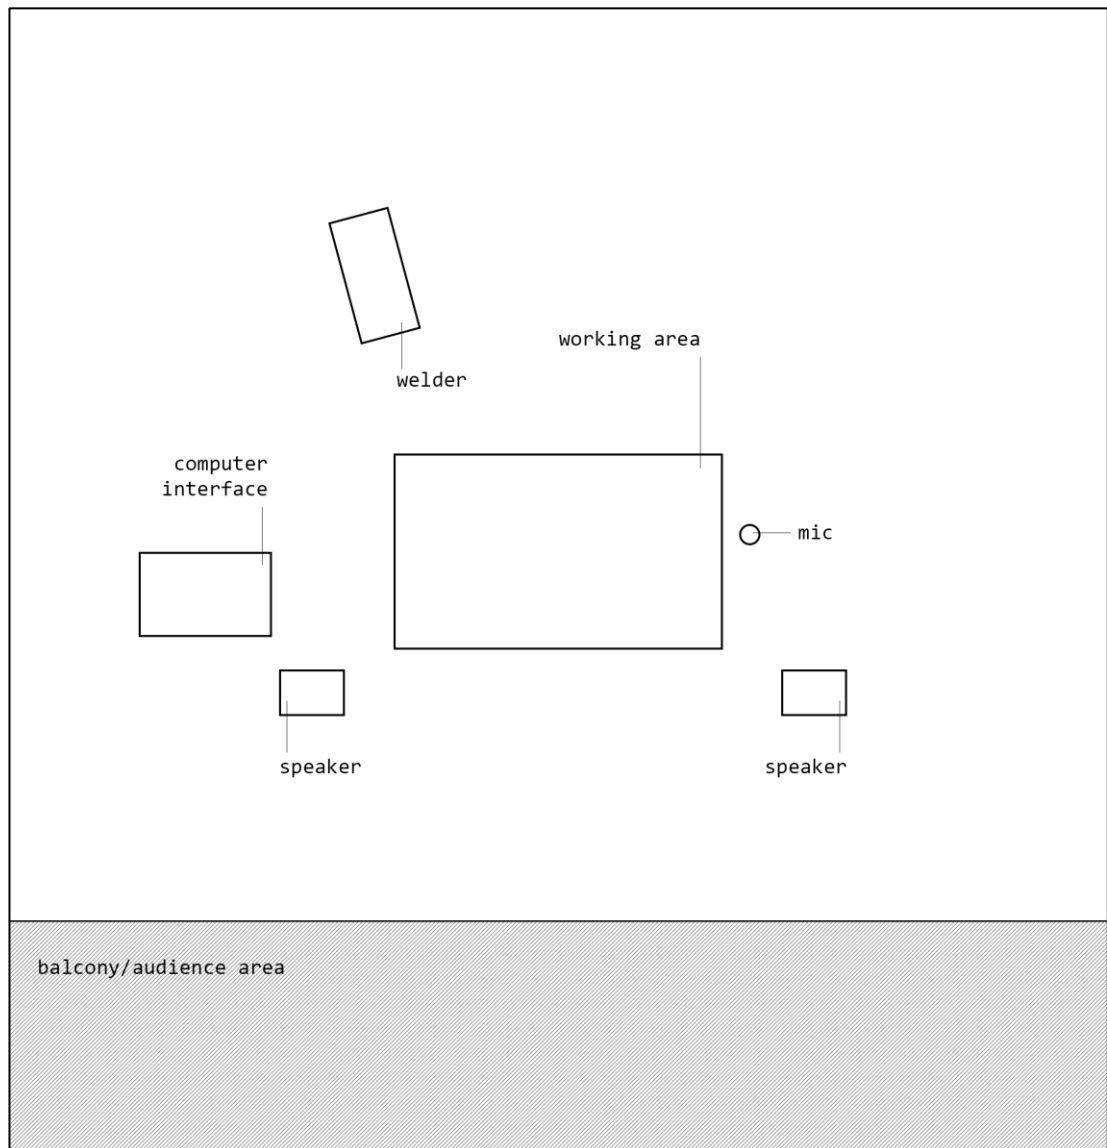 working area
welder
computer
interface
mic
speaker
speaker
balcony/audience area